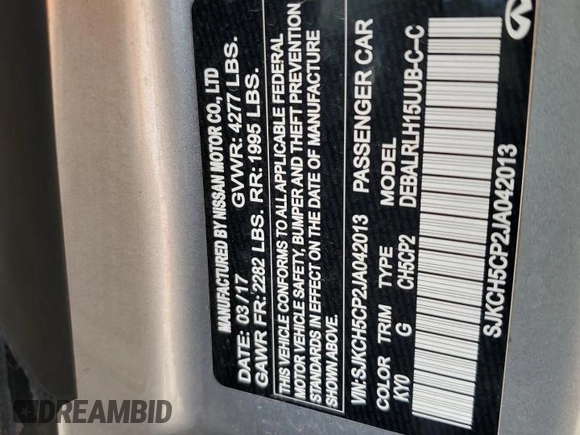 MANUFACTURED BY NISSAN MOTOR CO., LTD
DATE: 03/17 GVWR: 4277 LBS.
GAWR FR: 2282 LBS. RR: 1995 LBS.
THIS VEHICLE CONFORMS TO ALL APPLICABLE FEDERAL
MOTOR VEHICLE SAFETY, BUMPER AND THEFT PREVENTION
STANDARDS IN EFFECT ON THE DATE OF MANUFACTURE
SHOWN ABOVE.
VIN:SJKCH5CP2JA042013 PASSENGER CAR
COLOR TRIM TYPE MODEL
KY0 G CH5CP2 DEBALRLH15UUB-C-C
SJKCH5CP2JA042013
DREAMBID